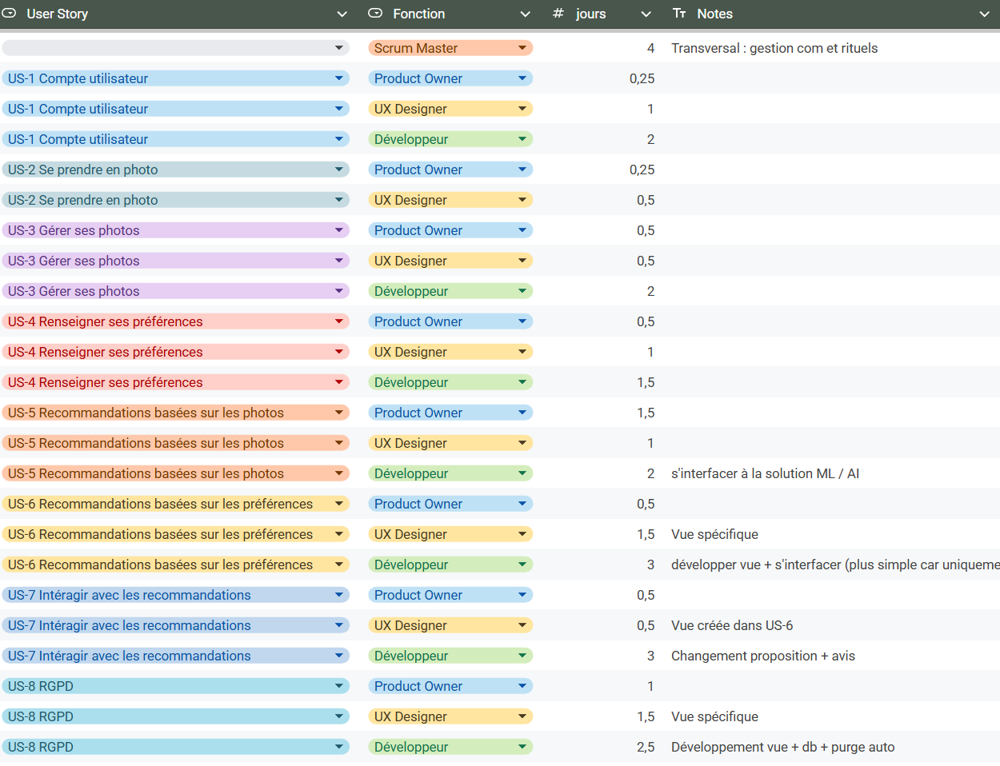 User Story Fonction # jours Tт Notes
Scrum Master 4 Transversal : gestion com et rituels
US-1 Compte utilisateur Product Owner 0,25
US-1 Compte utilisateur UX Designer 1
US-1 Compte utilisateur Développeur 2
US-2 Se prendre en photo Product Owner 0,25
US-2 Se prendre en photo UX Designer 0,5
US-3 Gérer ses photos Product Owner 0,5
US-3 Gérer ses photos UX Designer 0,5
US-3 Gérer ses photos Développeur 2
US-4 Renseigner ses préférences Product Owner 0,5
US-4 Renseigner ses préférences UX Designer 1
US-4 Renseigner ses préférences Développeur 1,5
US-5 Recommandations basées sur les photos Product Owner 1,5
US-5 Recommandations basées sur les photos UX Designer 1
US-5 Recommandations basées sur les photos Développeur 2 s'interfacer à la solution ML / AI
US-6 Recommandations basées sur les préférences Product Owner 0,5
US-6 Recommandations basées sur les préférences UX Designer 1,5 Vue spécifique
US-6 Recommandations basées sur les préférences Développeur 3 développer vue + s'interfacer (plus simple car uniqueme
US-7 Intéragir avec les recommandations Product Owner 0,5
US-7 Intéragir avec les recommandations UX Designer 0,5 Vue créée dans US-6
US-7 Intéragir avec les recommandations Développeur 3 Changement proposition + avis
US-8 RGPD Product Owner 1
US-8 RGPD UX Designer 1,5 Vue spécifique
US-8 RGPD Développeur 2,5 Développement vue + db + purge auto